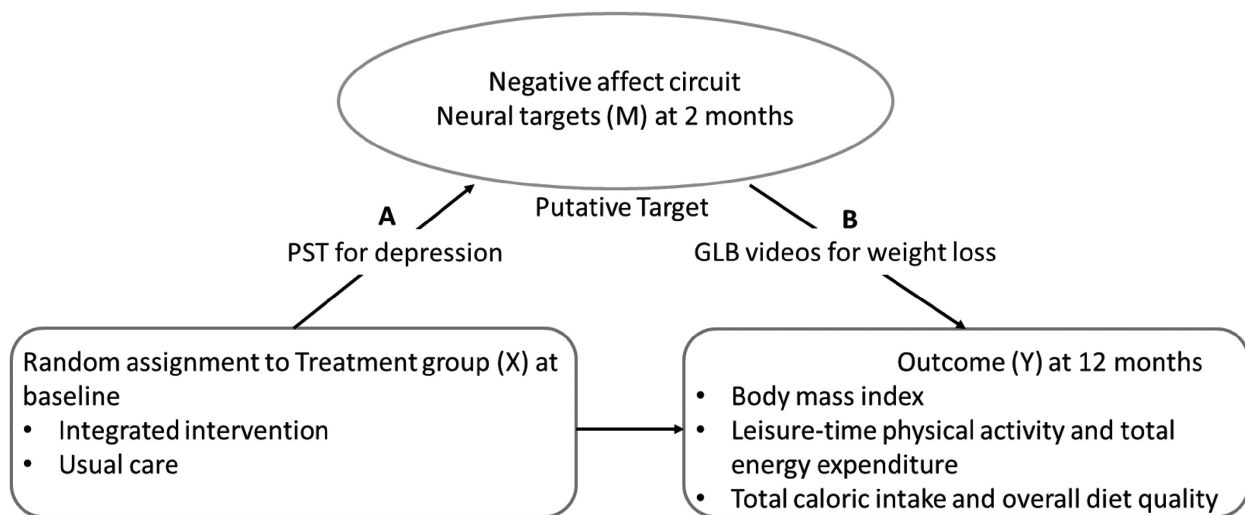 Negative affect circuit
Neural targets (M) at 2 months
Putative Target
A
PST for depression
B
GLB videos for weight loss
Random assignment to Treatment group (X) at
baseline
• Integrated intervention
• Usual care
Outcome (Y) at 12 months
• Body mass index
• Leisure-time physical activity and total
energy expenditure
• Total caloric intake and overall diet quality